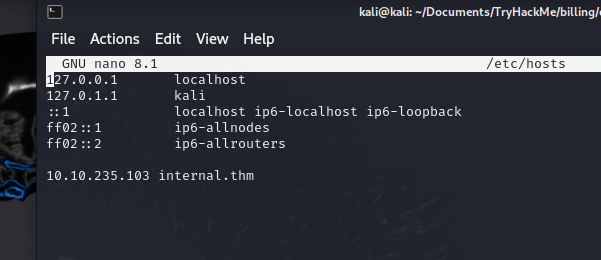 kali@kali: ~/Documents/TryHackMe/billing/
File Actions Edit View Help
GNU nano 8.1 /etc/hosts
127.0.0.1 localhost
127.0.1.1 kali
::1 localhost ip6-localhost ip6-loopback
ff02::1 ip6-allnodes
ff02::2 ip6-allrouters
10.10.235.103 internal.thm